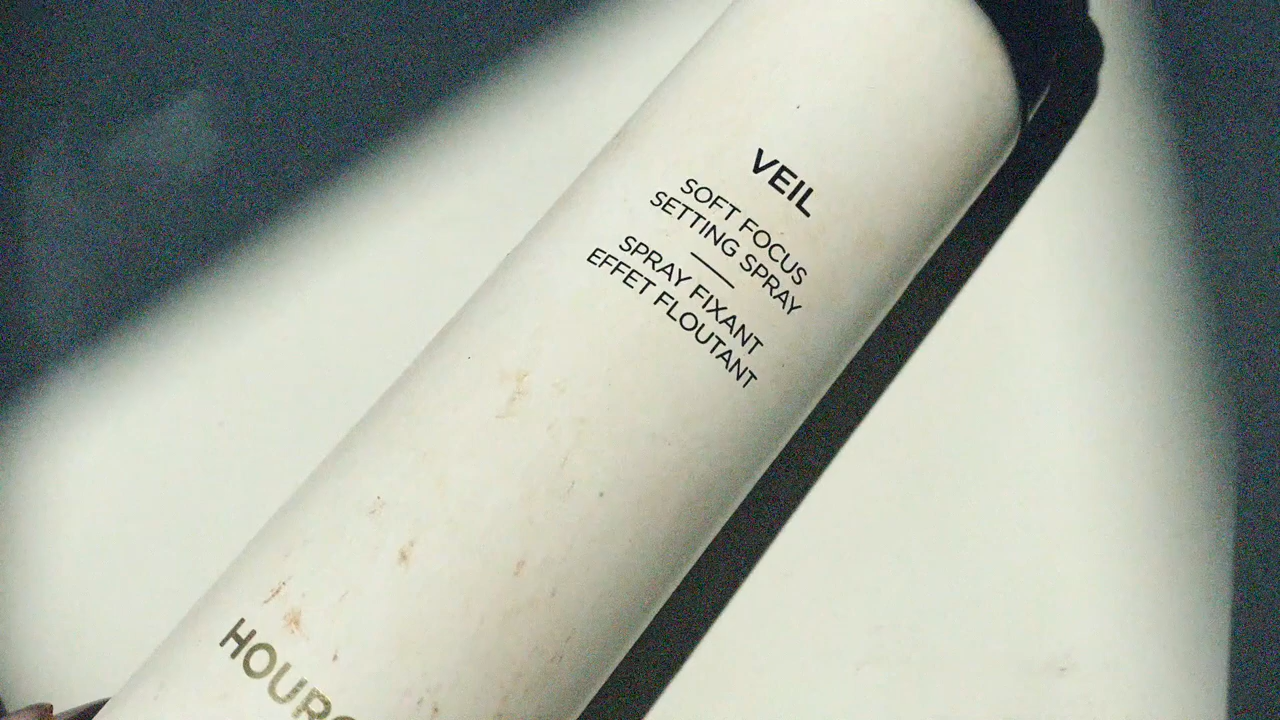 VEIL
SOFT FOCUS
SETTING SPRAY
SPRAY FIXANT
EFFET FLOUTANT